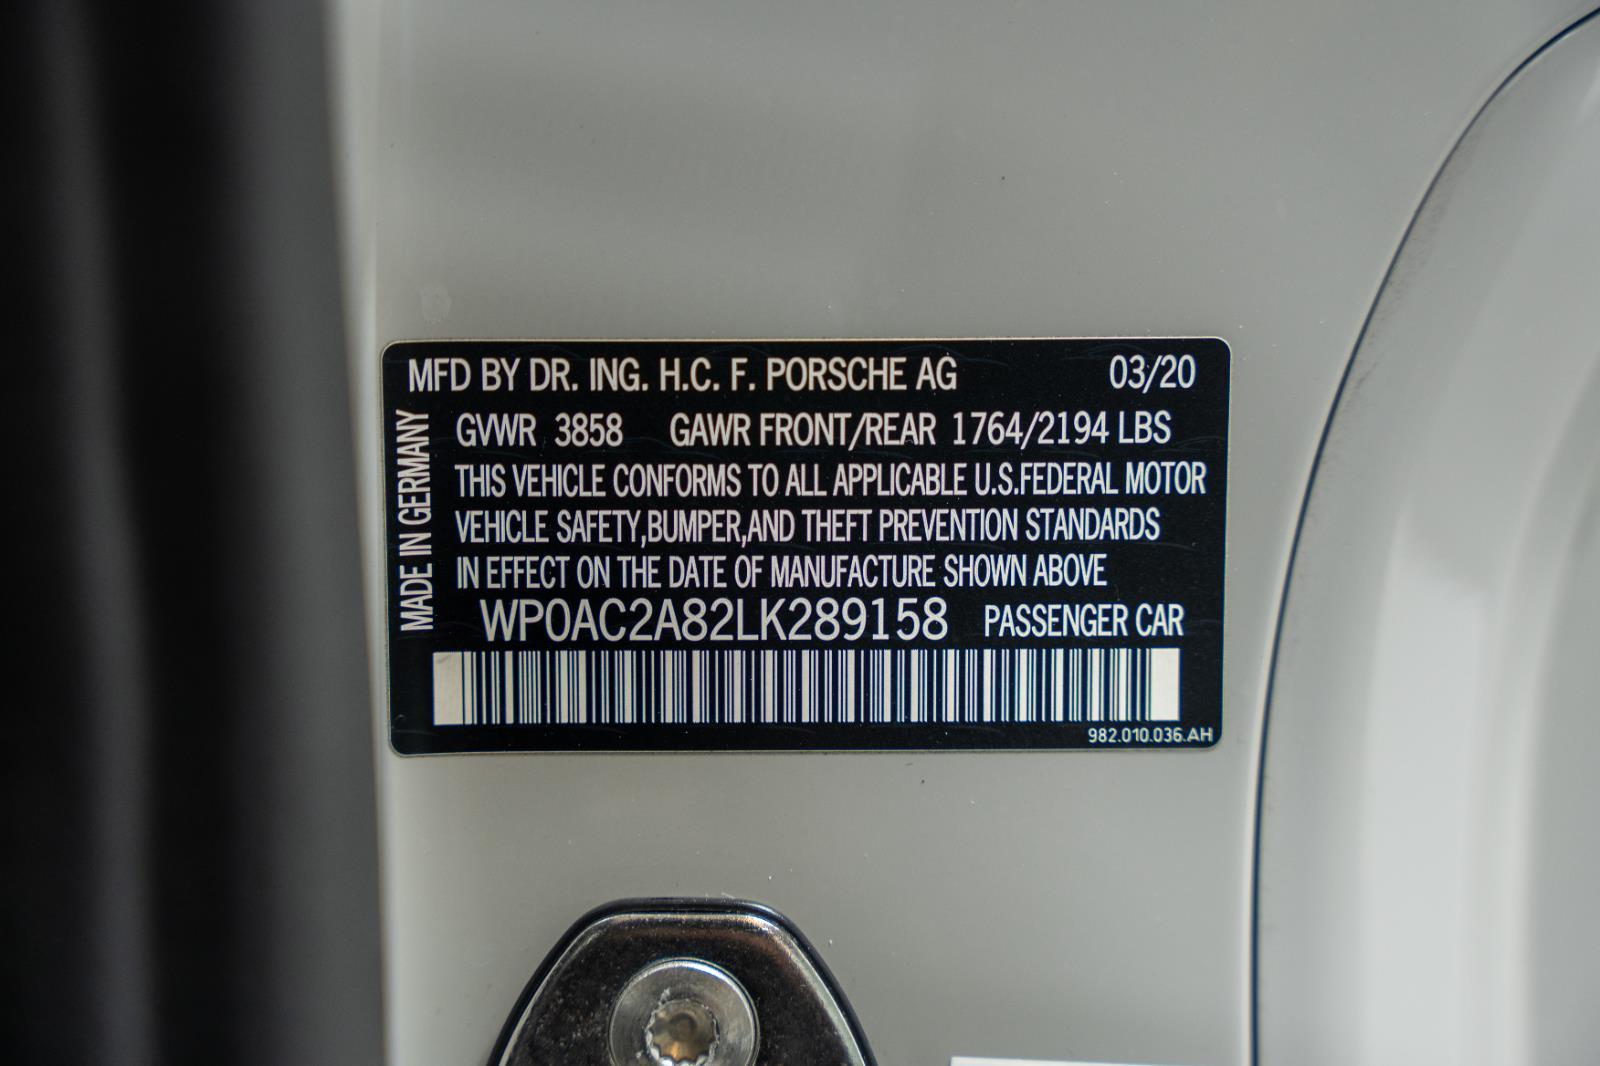 MFD BY DR. ING. H.C. F. PORSCHE AG 03/20
MADE IN GERMANY
GVWR 3858 GAWR FRONT/REAR 1764/2194 LBS
THIS VEHICLE CONFORMS TO ALL APPLICABLE U.S.FEDERAL MOTOR
VEHICLE SAFETY,BUMPER,AND THEFT PREVENTION STANDARDS
IN EFFECT ON THE DATE OF MANUFACTURE SHOWN ABOVE
WP0AC2A82LK289158 PASSENGER CAR
982.010.036.AH